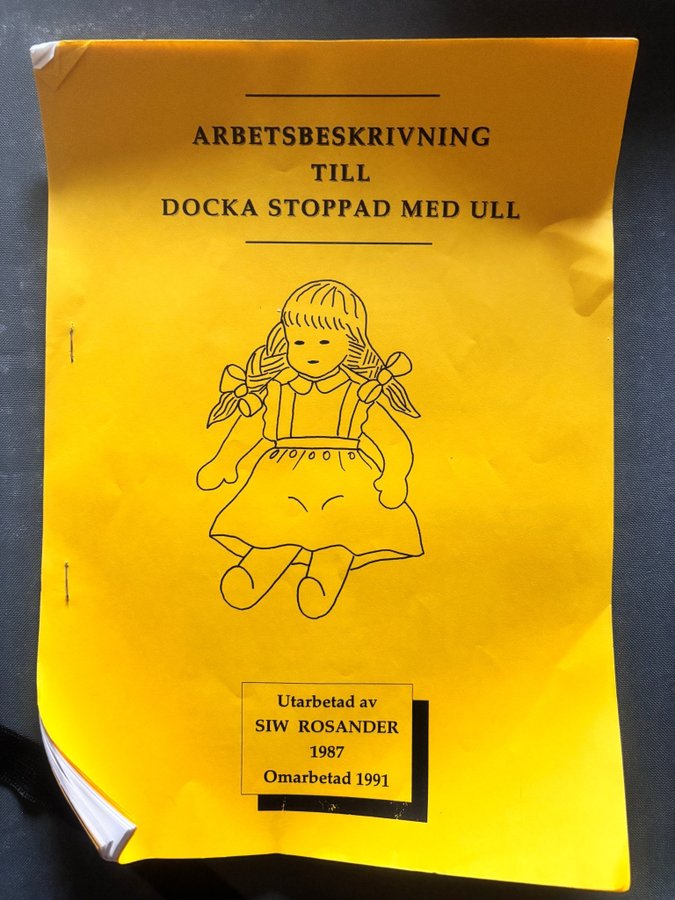 ARBETSBESKRIVNING
TILL
DOCKA STOPPAD MED ULL
Utarbetad av
SIW ROSANDER
1987
Omarbetad 1991